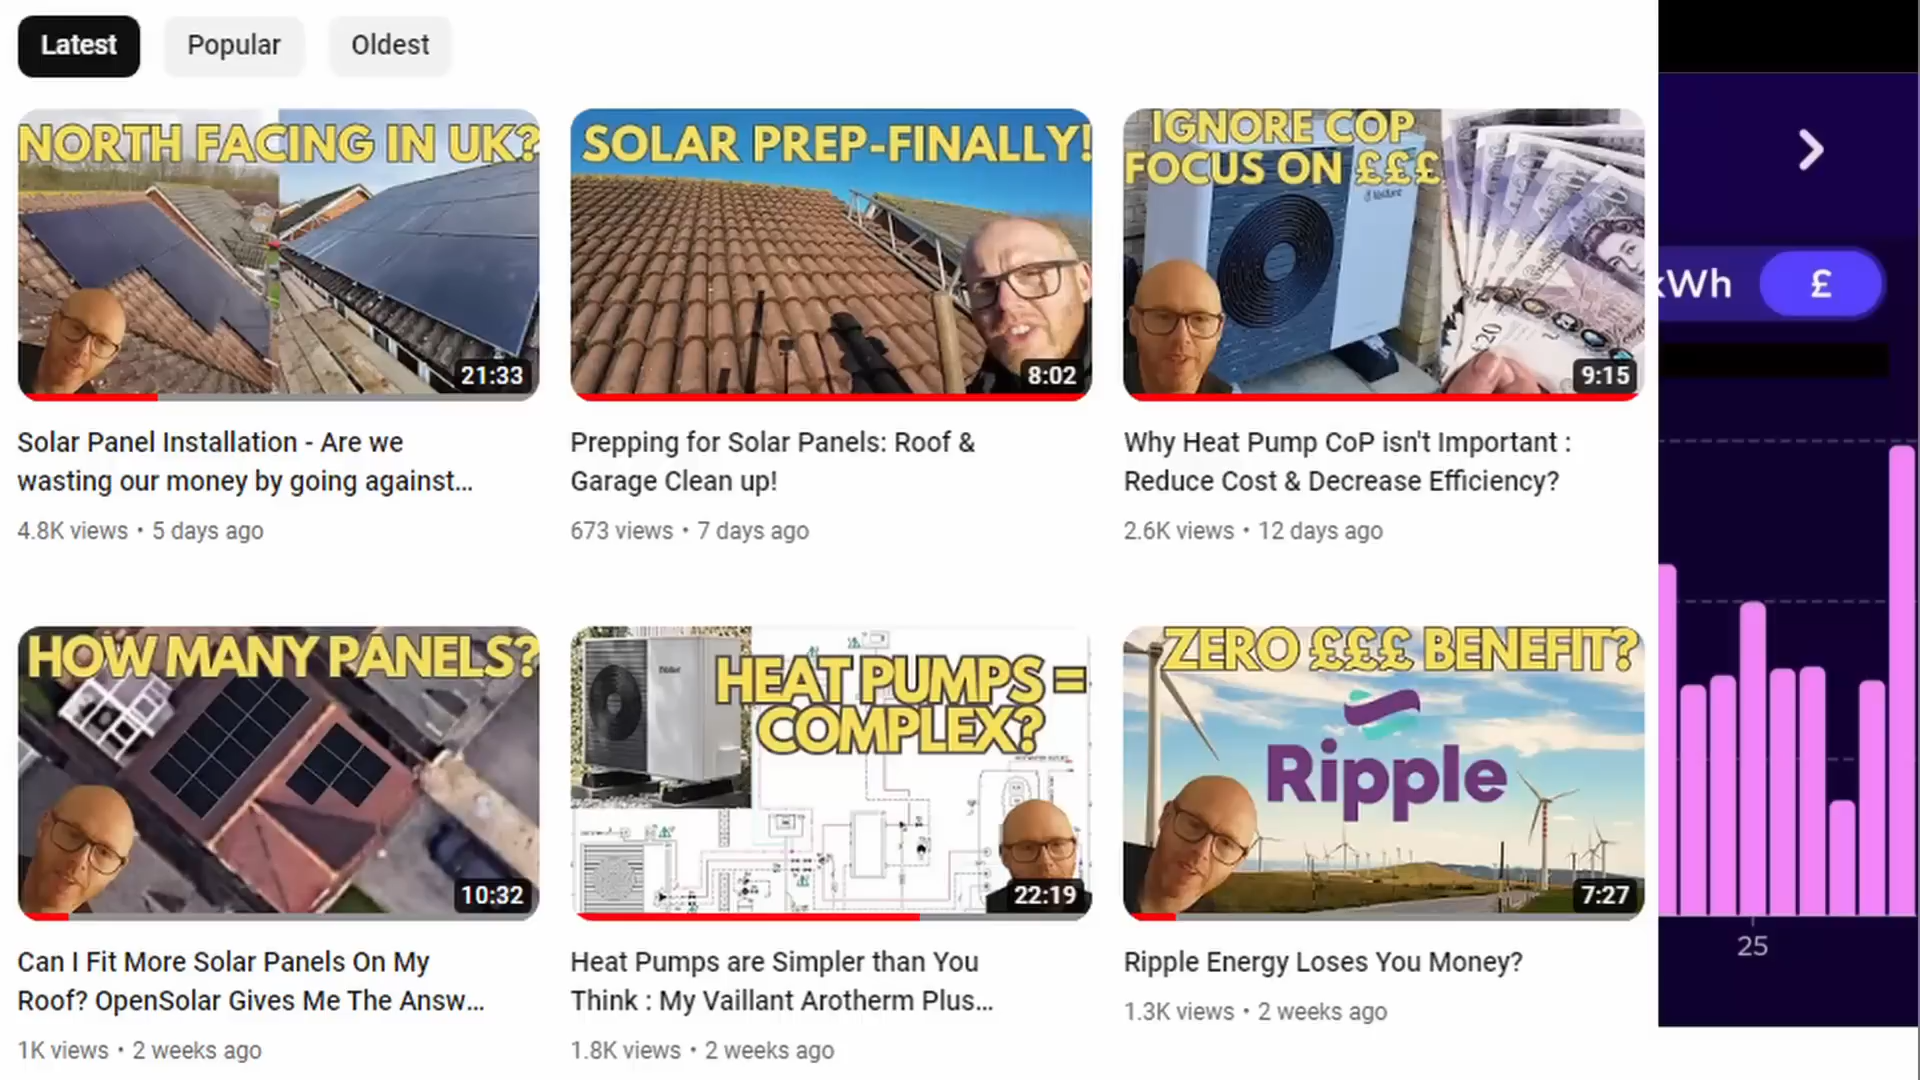 Latest
Popular
Oldest
NORTH FACING IN UK?
21:33
SOLAR PREP-FINALLY!
8:02
IGNORE COP
FOCUS ON £££
Vaillant
£20
9:15
Solar Panel Installation - Are we
wasting our money by going against...
4.8K views • 5 days ago
Prepping for Solar Panels: Roof &
Garage Clean up!
673 views • 7 days ago
Why Heat Pump CoP isn't Important :
Reduce Cost & Decrease Efficiency?
2.6K views • 12 days ago
HOW MANY PANELS?
10:32
HEAT PUMPS =
COMPLEX?
22:19
ZERO £££ BENEFIT?
Ripple
7:27
Can I Fit More Solar Panels On My
Roof? OpenSolar Gives Me The Answ...
1K views • 2 weeks ago
Heat Pumps are Simpler than You
Think : My Vaillant Arotherm Plus...
1.8K views • 2 weeks ago
Ripple Energy Loses You Money?
1.3K views • 2 weeks ago
kWh
£
25